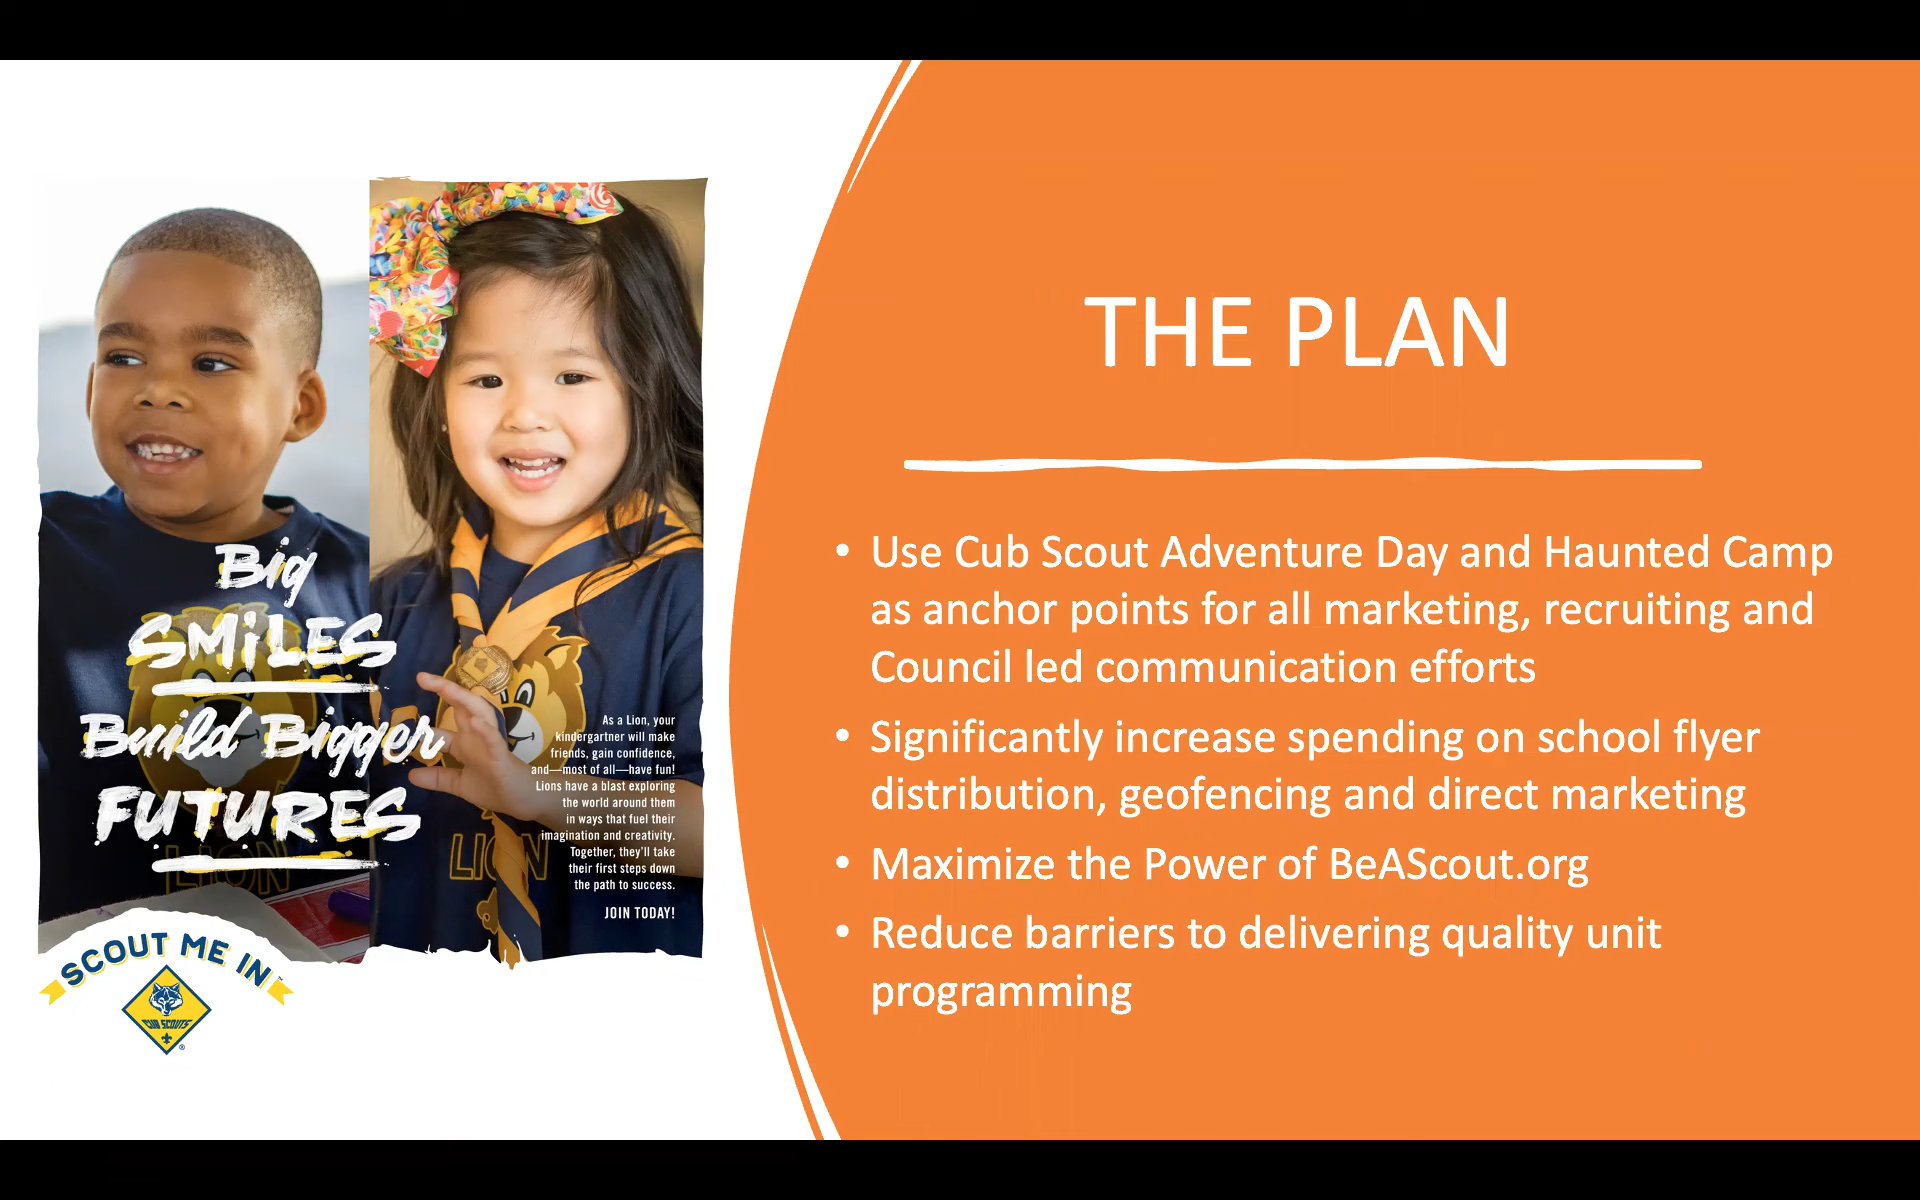 Big
SMiLES
Build Bigger
FUTURES
As a Lion, your
kindergartner will make
friends, gain confidence,
and—most of all—have fun!
Lions have a blast exploring
the world around them
in ways that fuel their
imagination and creativity.
Together, they'll take
their first steps down
the path to success.
JOIN TODAY!
LION
LION
SCOUT ME IN
CUB SCOUTS
®
THE PLAN
• Use Cub Scout Adventure Day and Haunted Camp
as anchor points for all marketing, recruiting and
Council led communication efforts
• Significantly increase spending on school flyer
distribution, geofencing and direct marketing
• Maximize the Power of BeAScout.org
• Reduce barriers to delivering quality unit
programming